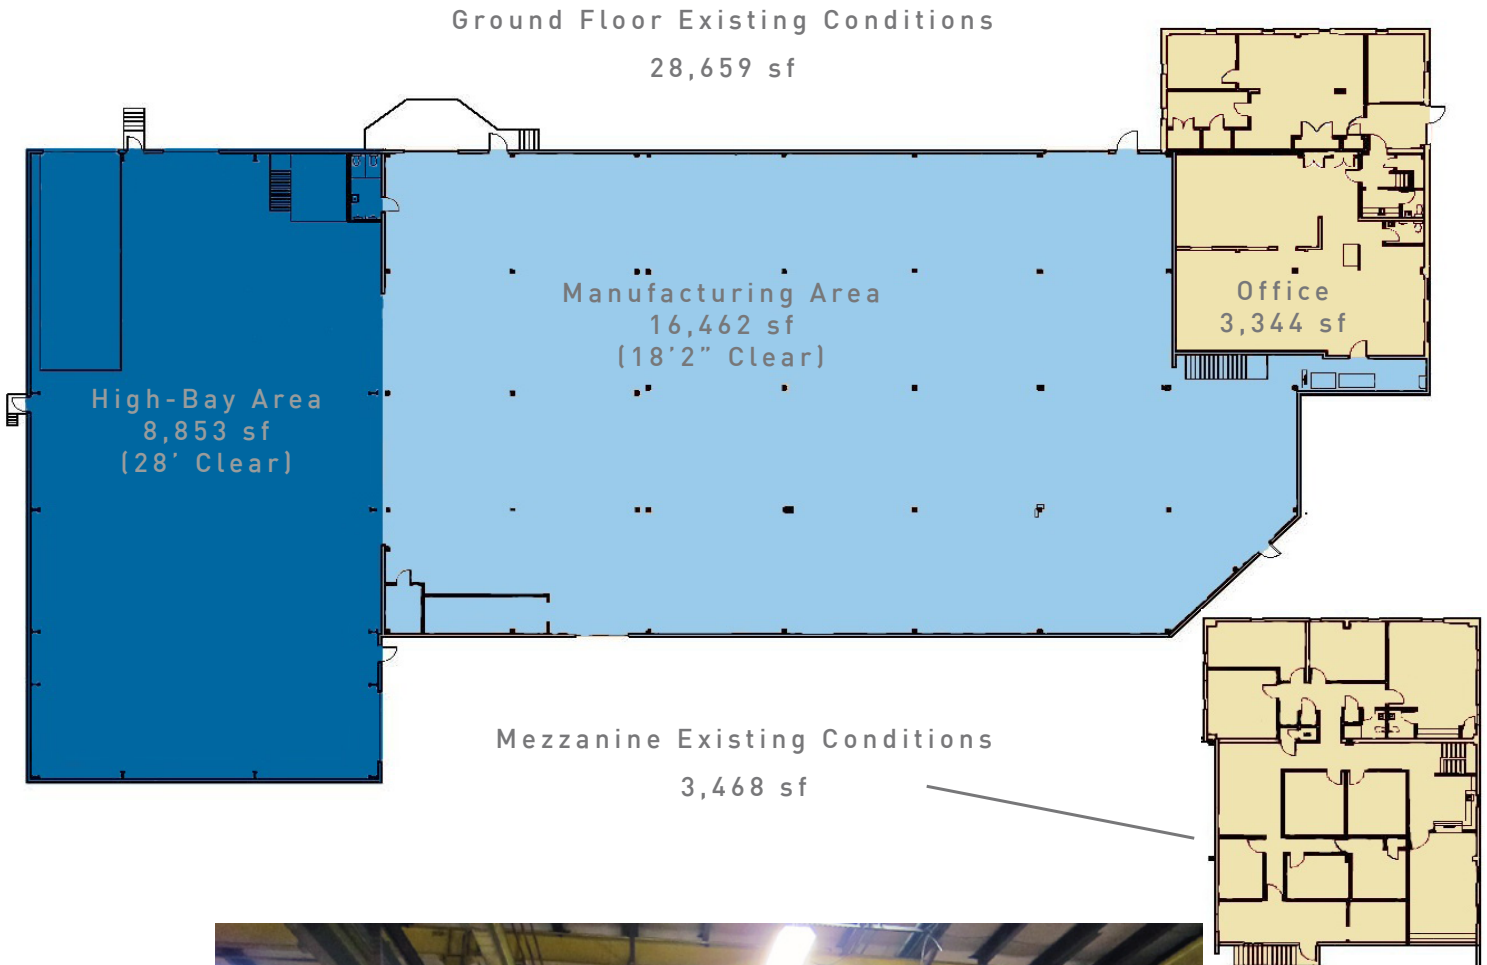 Ground Floor Existing Conditions
28,659 sf
Manufacturing Area
16,462 sf
(18’2” Clear)
Office
3,344 sf
High-Bay Area
8,853 sf
(28’ Clear)
Mezzanine Existing Conditions
3,468 sf